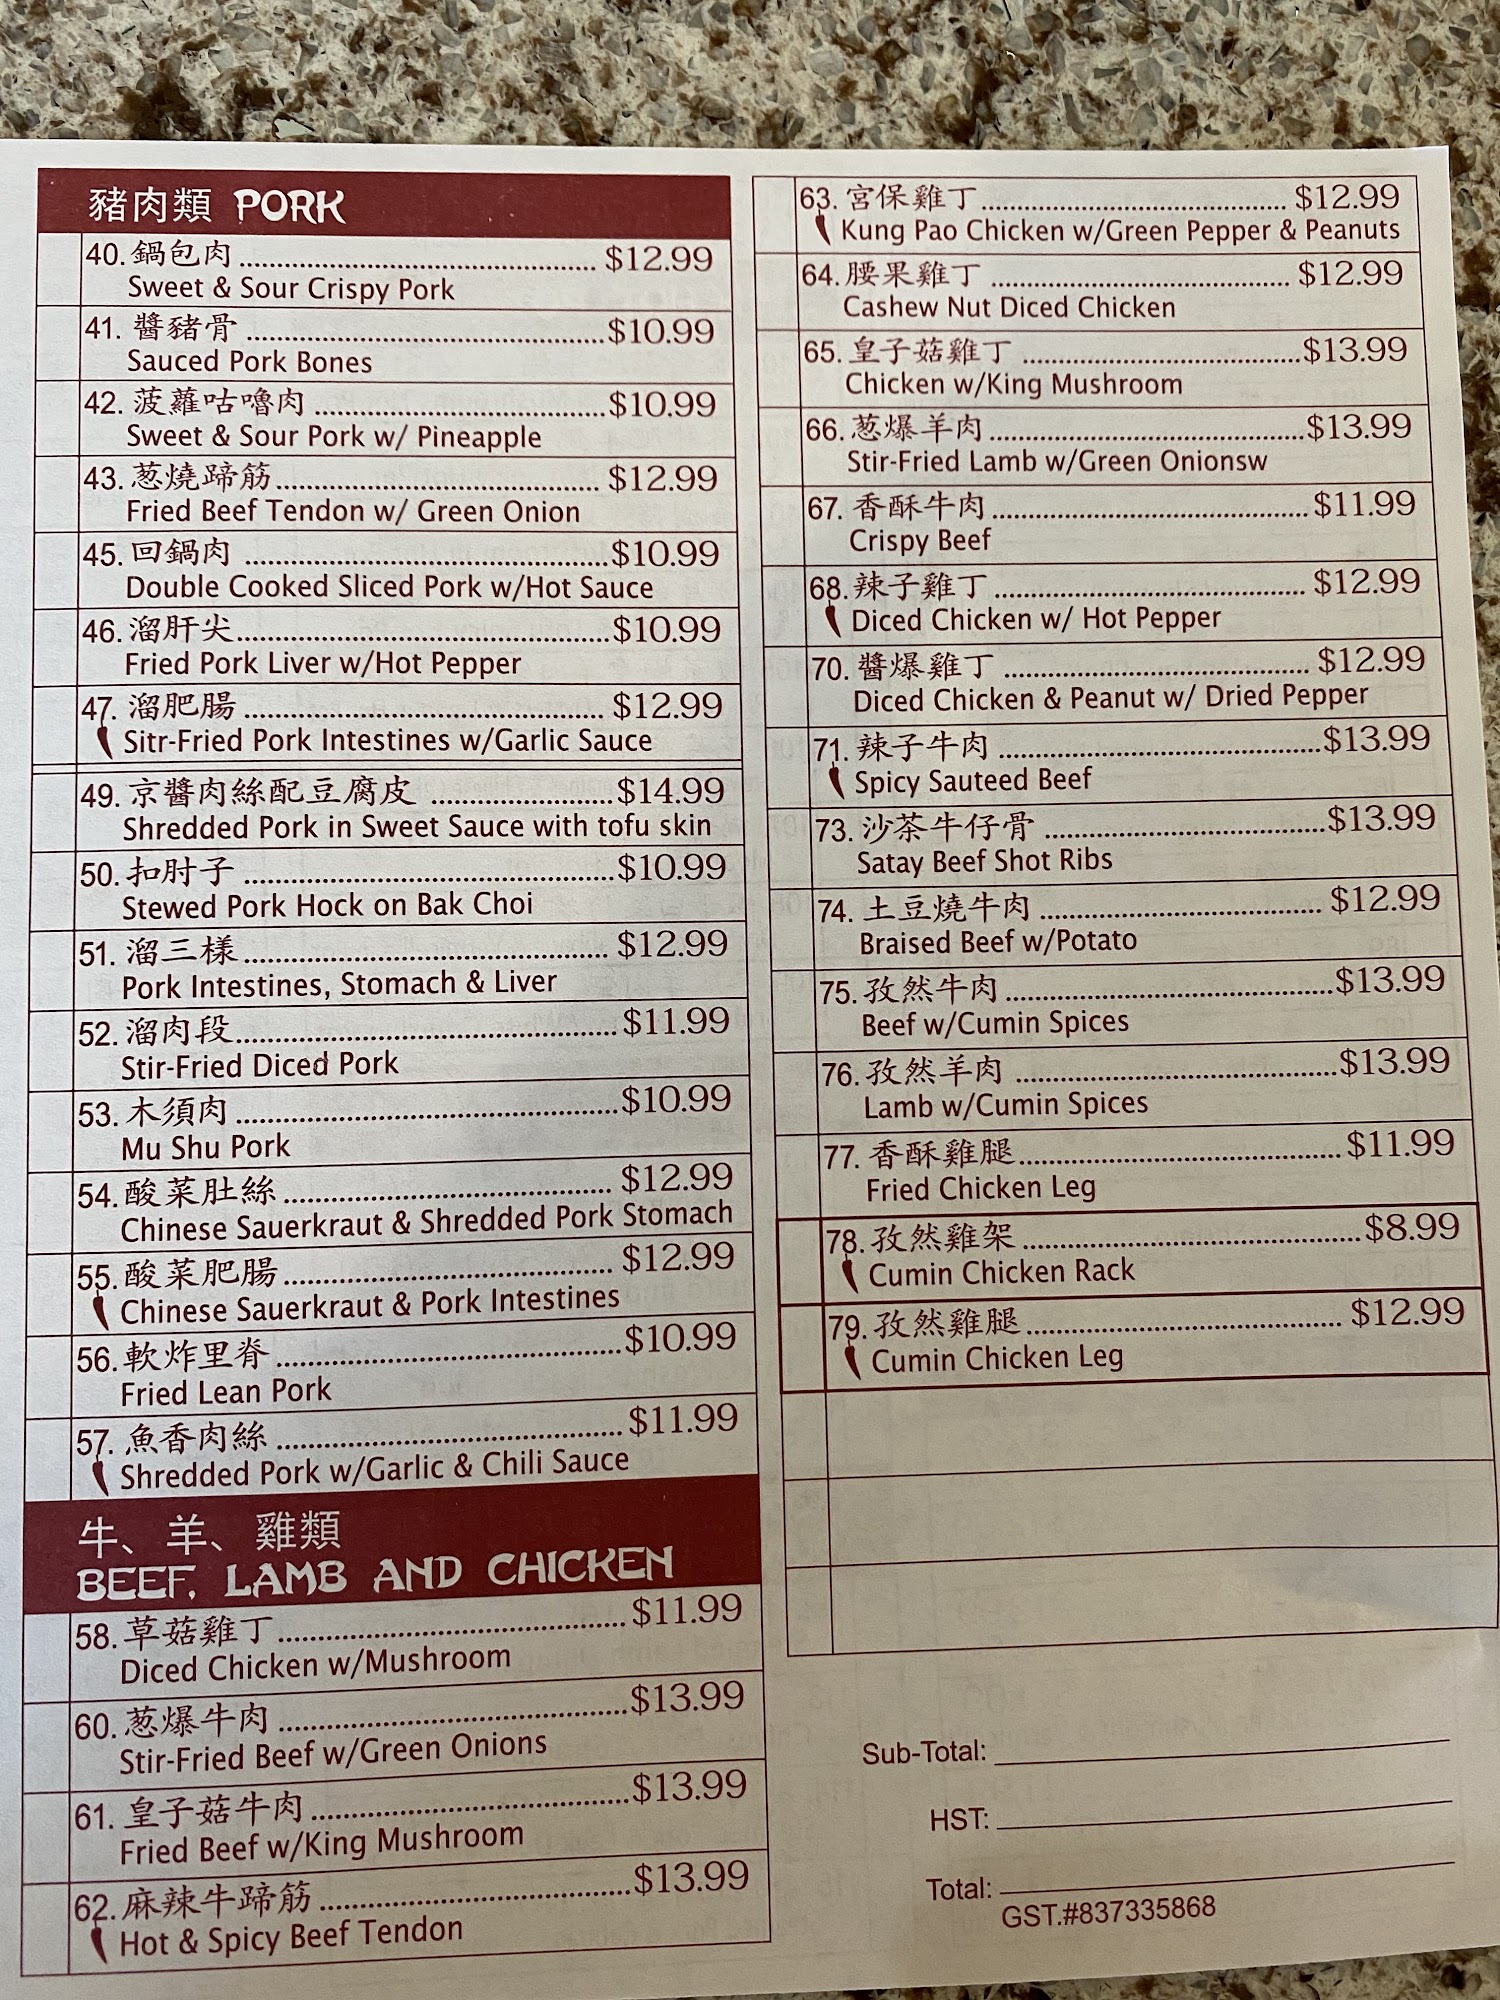 豬肉類 PORK
40. 鍋包肉 $12.99
Sweet & Sour Crispy Pork
41. 醬豬骨 $10.99
Sauced Pork Bones
42. 菠蘿咕嚕肉 $10.99
Sweet & Sour Pork w/ Pineapple
43. 葱燒蹄筋 $12.99
Fried Beef Tendon w/ Green Onion
45. 回鍋肉 $10.99
Double Cooked Sliced Pork w/Hot Sauce
46. 溜肝尖 $10.99
Fried Pork Liver w/Hot Pepper
47. 溜肥腸 $12.99
Sitr-Fried Pork Intestines w/Garlic Sauce
49. 京醬肉絲配豆腐皮 $14.99
Shredded Pork in Sweet Sauce with tofu skin
50. 扣肘子 $10.99
Stewed Pork Hock on Bak Choi
51. 溜三樣 $12.99
Pork Intestines, Stomach & Liver
52. 溜肉段 $11.99
Stir-Fried Diced Pork
53. 木須肉 $10.99
Mu Shu Pork
54. 酸菜肚絲 $12.99
Chinese Sauerkraut & Shredded Pork Stomach
55. 酸菜肥腸 $12.99
Chinese Sauerkraut & Pork Intestines
56. 軟炸里脊 $10.99
Fried Lean Pork
57. 魚香肉絲 $11.99
Shredded Pork w/Garlic & Chili Sauce
牛、羊、雞類
BEEF, LAMB AND CHICKEN
58. 草菇雞丁 $11.99
Diced Chicken w/Mushroom
60. 葱爆牛肉 $13.99
Stir-Fried Beef w/Green Onions
61. 皇子菇牛肉 $13.99
Fried Beef w/King Mushroom
62. 麻辣牛蹄筋 $13.99
Hot & Spicy Beef Tendon
63. 宮保雞丁 $12.99
Kung Pao Chicken w/Green Pepper & Peanuts
64. 腰果雞丁 $12.99
Cashew Nut Diced Chicken
65. 皇子菇雞丁 $13.99
Chicken w/King Mushroom
66. 葱爆羊肉 $13.99
Stir-Fried Lamb w/Green Onionsw
67. 香酥牛肉 $11.99
Crispy Beef
68. 辣子雞丁 $12.99
Diced Chicken w/ Hot Pepper
70. 醬爆雞丁 $12.99
Diced Chicken & Peanut w/ Dried Pepper
71. 辣子牛肉 $13.99
Spicy Sauteed Beef
73. 沙茶牛仔骨 $13.99
Satay Beef Shot Ribs
74. 土豆燒牛肉 $12.99
Braised Beef w/Potato
75. 孜然牛肉 $13.99
Beef w/Cumin Spices
76. 孜然羊肉 $13.99
Lamb w/Cumin Spices
77. 香酥雞腿 $11.99
Fried Chicken Leg
78. 孜然雞架 $8.99
Cumin Chicken Rack
79. 孜然雞腿 $12.99
Cumin Chicken Leg
Sub-Total:
HST:
Total:
GST.#837335868